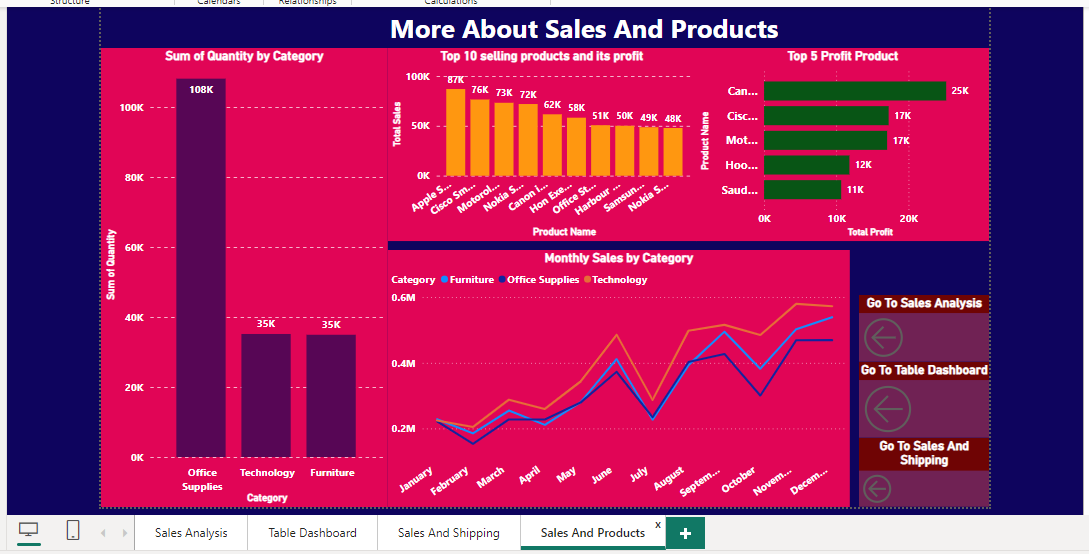 Structure
Calendars
Relationships
Calculations
More About Sales And Products
Sum of Quantity by Category
Sum of Quantity
100K
80K
60K
40K
20K
0K
108K
35K
35K
Office
Supplies
Technology
Furniture
Category
Top 10 selling products and its profit
Total Sales
100K
50K
0K
87K
76K
73K
72K
62K
58K
51K
50K
49K
48K
Apple S...
Cisco Sm...
Motorol...
Nokia S...
Canon I...
Hon Exe...
Office St...
Harbour ...
Samsun...
Nokia S...
Product Name
Top 5 Profit Product
Product Name
Can...
Cisc...
Mot...
Hoo...
Saud...
25K
17K
17K
12K
11K
0K
10K
20K
Total Profit
Monthly Sales by Category
Category Furniture Office Supplies Technology
0.6M
0.4M
0.2M
January
February
March
April
May
June
July
August
Septem...
October
Novem...
Decem...
Go To Sales Analysis
Go To Table Dashboard
Go To Sales And
Shipping
Sales Analysis
Table Dashboard
Sales And Shipping
Sales And Products
x
+